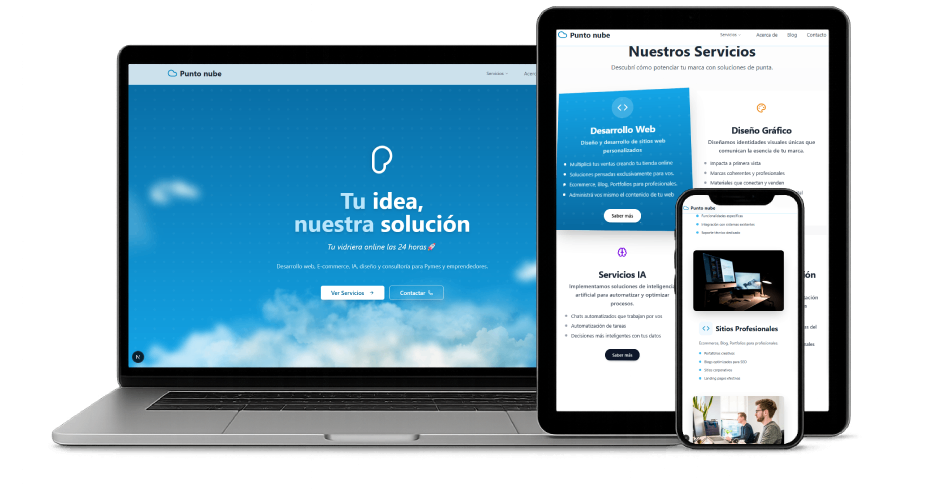 Punto nube
Servicios
Acerc
Tu idea,
nuestra solución
Tu vidriera online las 24 horas 🚀
Desarrollo web, E-commerce, IA, diseño y consultoría para Pymes y emprendedores.
Ver Servicios →
Contactar
N
Punto nube
Servicios
Acerca de
Blog
Contacto
Nuestros Servicios
Descubrí cómo potenciar tu marca con soluciones de punta.
Desarrollo Web
Diseño y desarrollo de sitios web
personalizados
Multiplicá tus ventas creando tu tienda online
Soluciones pensadas exclusivamente para vos.
Ecommerce, Blog, Portfolios para profesionales.
Administrá vos mismo el contenido de tu web
Saber más
Diseño Gráfico
Diseñamos identidades visuales únicas que
comunican la esencia de tu marca.
Impacta a primera vista
Marcas coherentes y profesionales
Materiales que conectan y venden
Servicios IA
Implementamos soluciones de inteligencia
artificial para automatizar y optimizar
procesos.
Chats automatizados que trabajan por vos
Automatización de tareas
Decisiones más inteligentes con tus datos
Saber más
Punto nube
Funcionalidades específicas
Integración con sistemas existentes
Soporte técnico dedicado
Sitios Profesionales
Ecommerce, Blog, Portfolios para profesionales.
Portafolios creativos
Blogs optimizados para SEO
Sitios corporativos
Landing pages efectivas